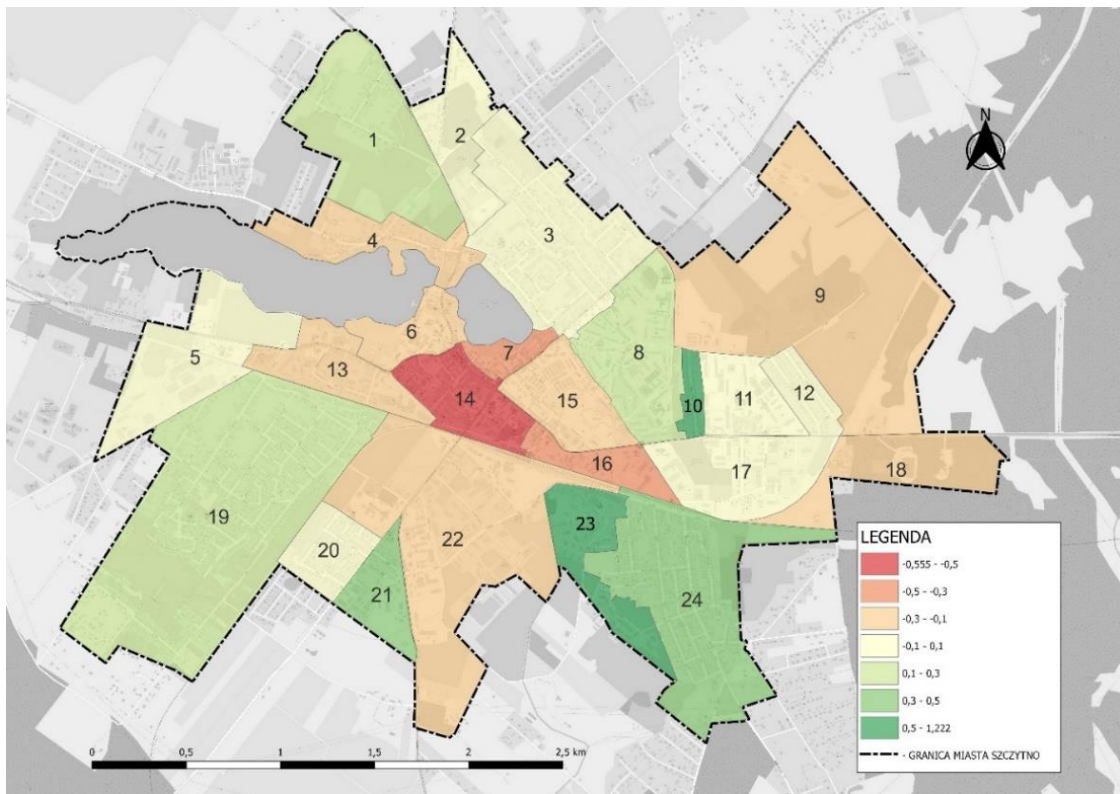 N
1
2
3
4
5
6
7
8
9
10
11
12
13
14
15
16
17
18
19
20
21
22
23
24
LEGENDA
-0,555 - -0,5
-0,5 - -0,3
-0,3 - -0,1
-0,1 - 0,1
0,1 - 0,3
0,3 - 0,5
0,5 - 1,222
- GRANICA MIASTA SZCZYTNO
0 0,5 1 1,5 2 2,5 km